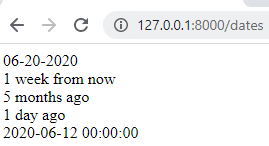 127.0.0.1:8000/dates
06-20-2020
1 week from now
5 months ago
1 day ago
2020-06-12 00:00:00